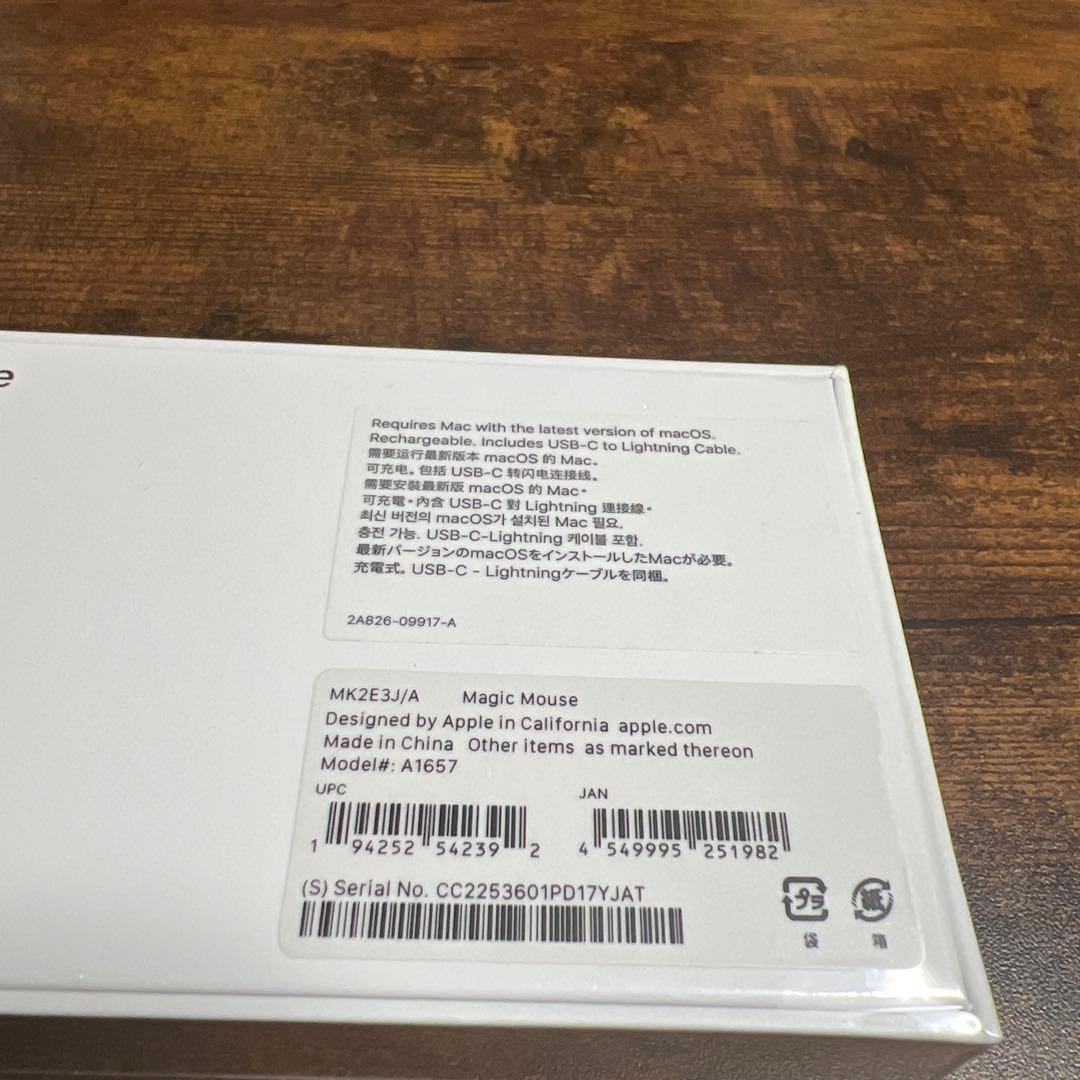 e
Requires Mac with the latest version of macOS.
Rechargeable. Includes USB-C to Lightning Cable.
需要运行最新版本 macOS 的 Mac。
可充电。包括 USB-C 转闪电连接线。
需要安裝最新版 macOS 的 Mac。
可充電。內含 USB-C 對 Lightning 連接線。
최신 버전의 macOS가 설치된 Mac 필요.
충전 가능. USB-C-Lightning 케이블 포함.
最新バージョンのmacOSをインストールしたMacが必要。
充電式。USB-C - Lightningケーブルを同梱。
2A826-09917-A
MK2E3J/A Magic Mouse
Designed by Apple in California apple.com
Made in China Other items as marked thereon
Model#: A1657
UPC JAN
1 94252 54239 2 4 549995 251982
(S) Serial No. CC2253601PD17YJAT
プラ 紙
袋 箱